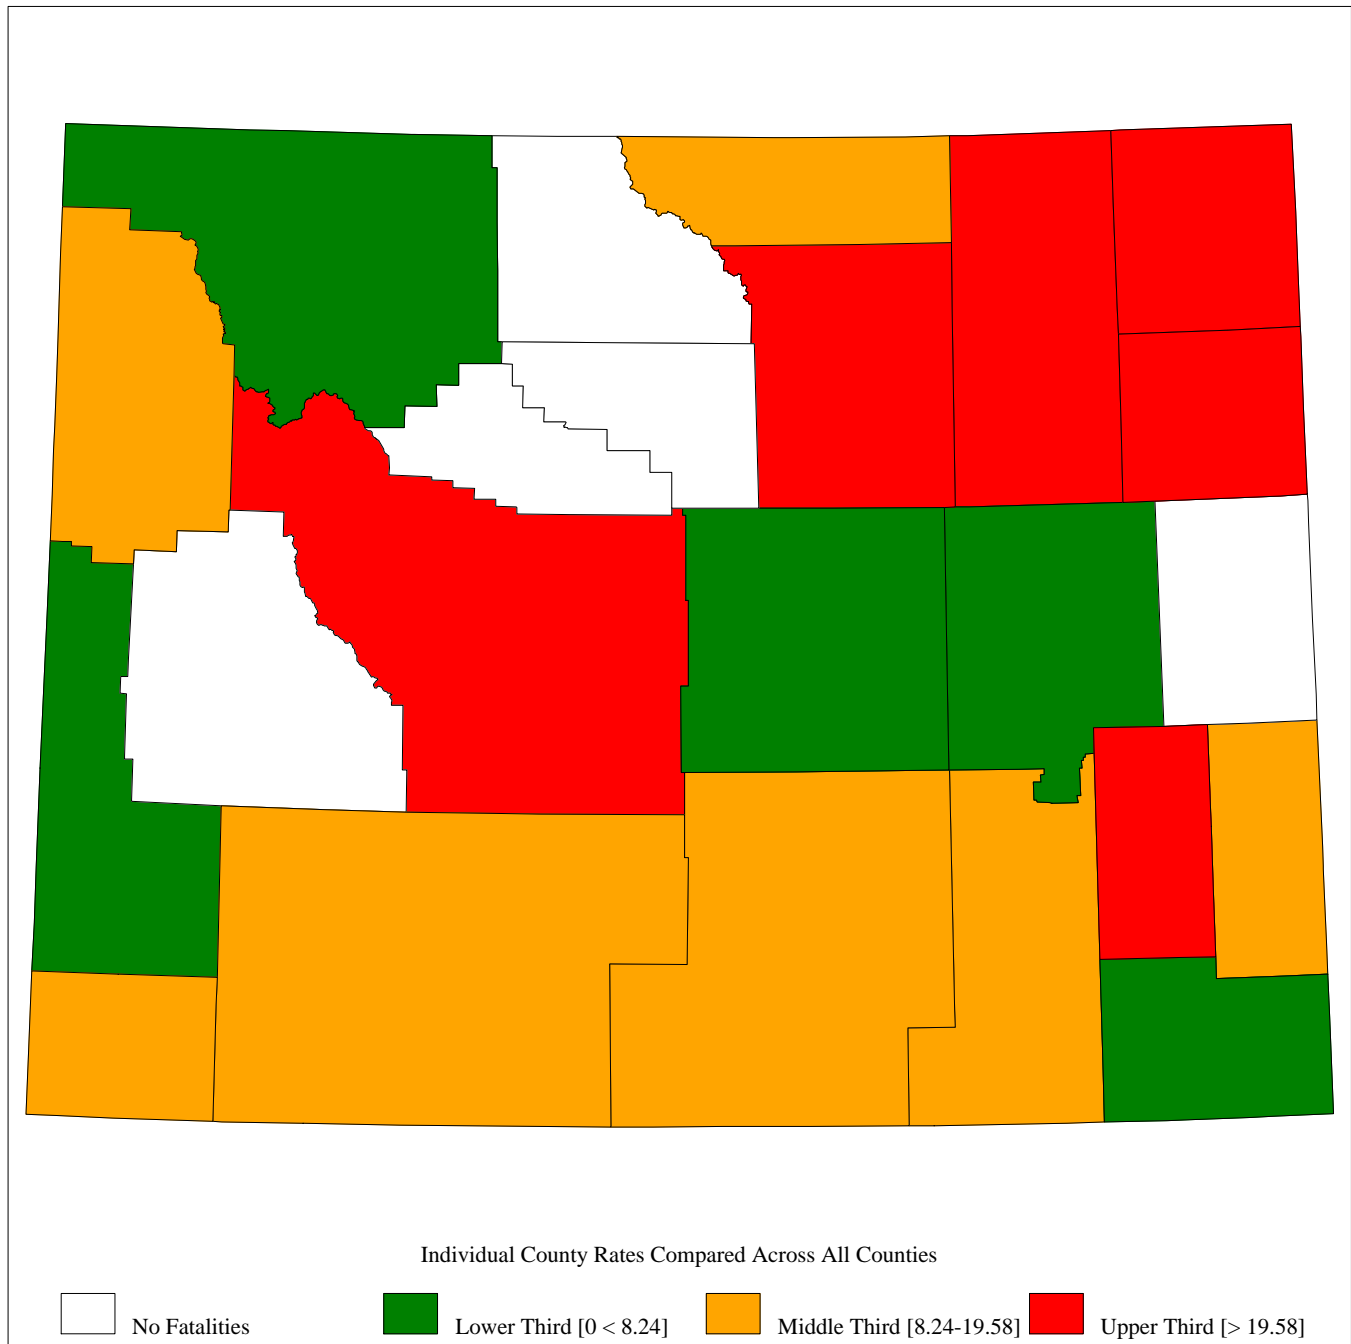 Individual County Rates Compared Across All Counties
No Fatalities Lower Third [0 < 8.24] Middle Third [8.24-19.58] Upper Third [> 19.58]